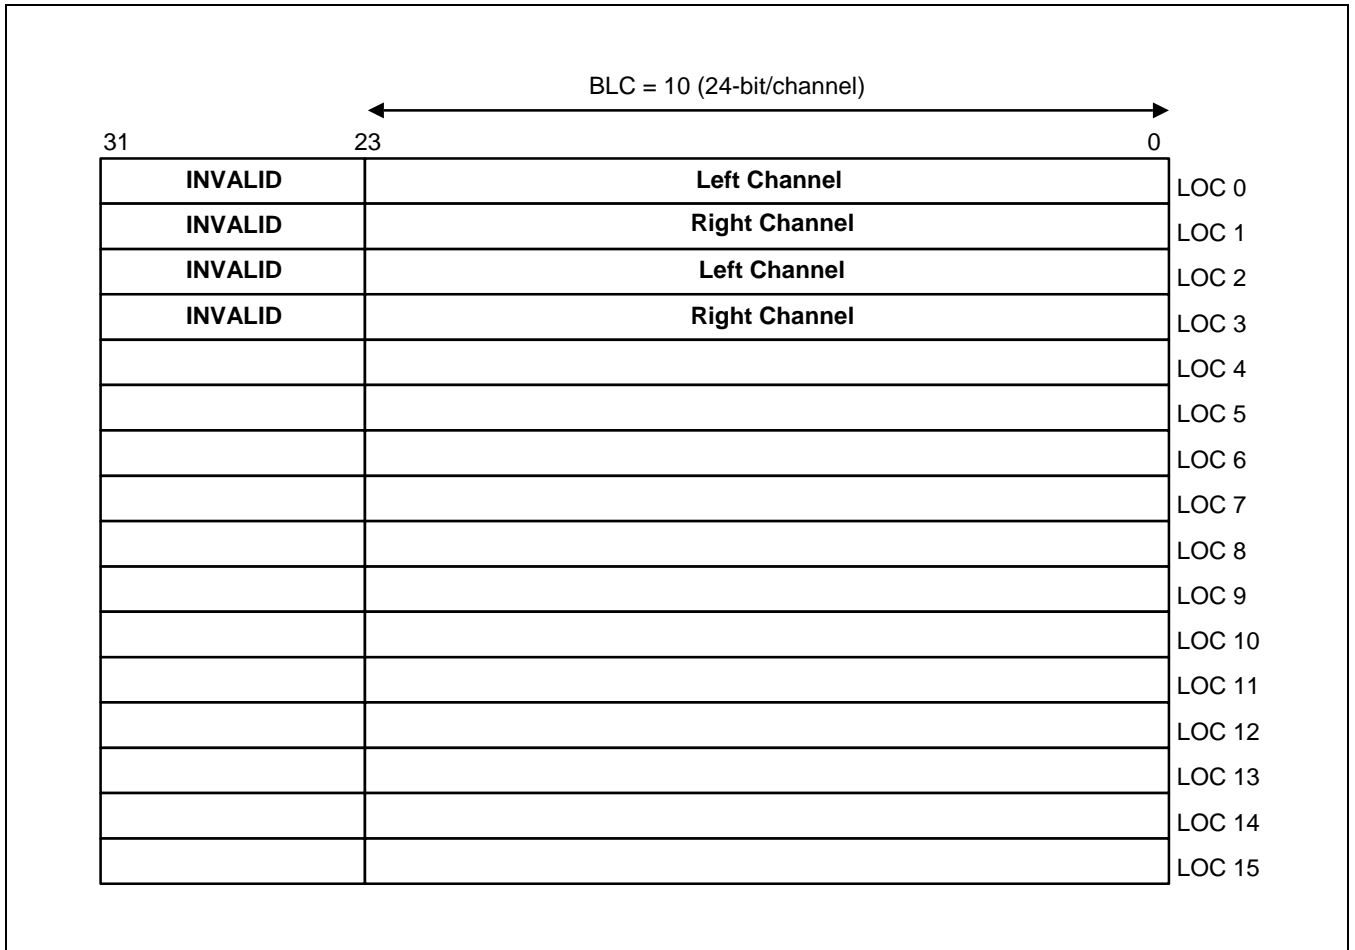 BLC = 10 (24-bit/channel)
31 23 0
INVALID Left Channel LOC 0
INVALID Right Channel LOC 1
INVALID Left Channel LOC 2
INVALID Right Channel LOC 3
LOC 4
LOC 5
LOC 6
LOC 7
LOC 8
LOC 9
LOC 10
LOC 11
LOC 12
LOC 13
LOC 14
LOC 15